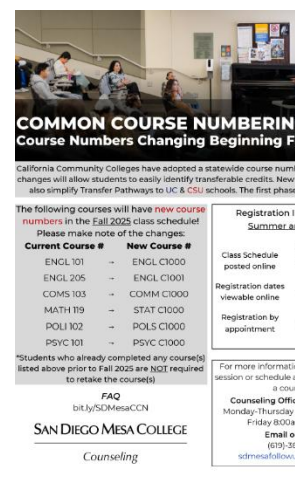 COMMON COURSE NUMBERIN
Course Numbers Changing Beginning F
California Community Colleges have adopted a statewide course num
changes will allow students to easily identify transferable credits. New
also simplify Transfer Pathways to UC & CSU schools. The first phase
The following courses will have new course
numbers in the Fall 2025 class schedule!
Please make note of the changes:
Current Course # New Course #
ENGL 101 → ENGL C1000
ENGL 205 → ENGL C1001
COMS 103 → COMM C1000
MATH 119 → STAT C1000
POLI 102 → POLS C1000
PSYC 101 → PSYC C1000
*Students who already completed any course(s)
listed above prior to Fall 2025 are NOT required
to retake the course(s)
FAQ
bit.ly/SDMesaCCN
SAN DIEGO MESA COLLEGE
Counseling
Registration I
Summer a
Class Schedule
posted online
Registration dates
viewable online
Registration by
appointment
For more informati
session or schedule a
a cou
Counseling Offic
Monday-Thursday
Friday 8:00a
Email o
(619)-38
sdmesafollow